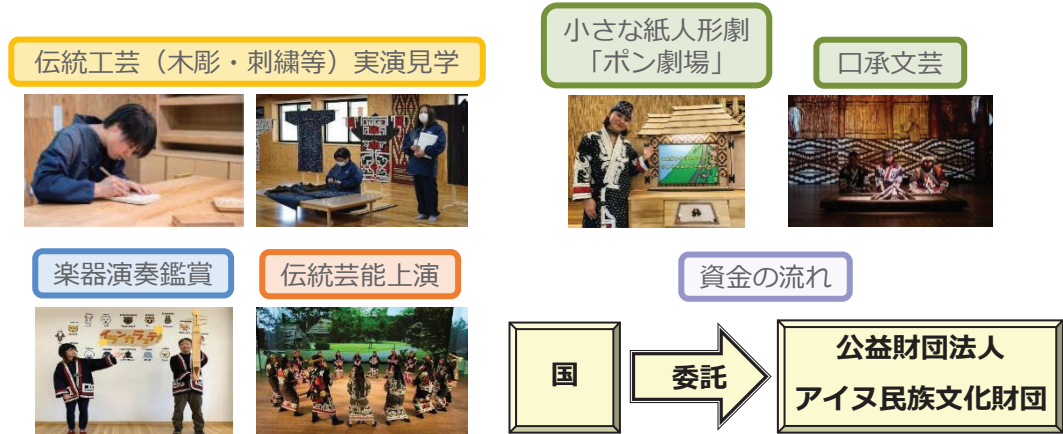 伝統工芸（木彫・刺繍等）実演見学
小さな紙人形劇
「ポン劇場」
口承文芸
楽器演奏鑑賞
伝統芸能上演
資金の流れ
国
委託
公益財団法人
アイヌ民族文化財団